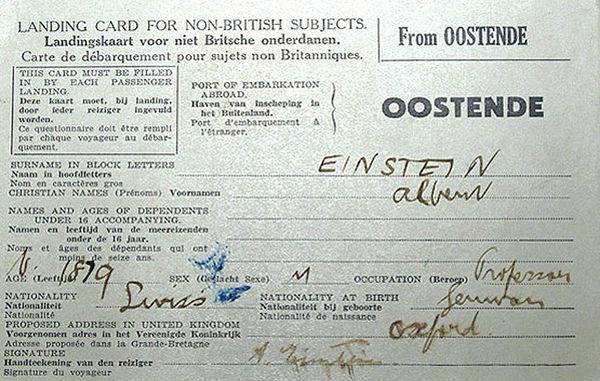 LANDING CARD FOR NON-BRITISH SUBJECTS.
Landingskaart voor niet Britsche onderdanen.
Carte de débarquement pour sujets non Britanniques.
From OOSTENDE
THIS CARD MUST BE FILLED
IN BY EACH PASSENGER
LANDING.
Deze kaart moet, bij landing,
door ieder reiziger ingevuld
worden.
Ce questionnaire doit être rempli
par chaque voyageur au débar-
quement.
PORT OF EMBARKATION
ABROAD.
Haven van inscheping in
het Buitenland.
Port d'embarquement à
l'étranger.
OOSTENDE
SURNAME IN BLOCK LETTERS EINSTEIN
Naam in hoofdletters
Nom en caractères gros
CHRISTIAN NAMES (Prénoms) Voornamen Albert
NAMES AND AGES OF DEPENDENTS
UNDER 16 ACCOMPANYING.
Namen en leeftijd van de meereizenden
onder de 16 jaar.
Noms et âges des dépendants qui ont
moins de seize ans.
1879
AGE (Leeftijd) SEX (Geslacht Sexe) M OCCUPATION (Beroep) Professor
NATIONALITY Swiss NATIONALITY AT BIRTH German
Nationaliteit Nationaliteit bij geboorte
Nationalité Nationalité de naissance
PROPOSED ADDRESS IN UNITED KINGDOM Oxford
Voorgenomen adres in het Vereenigde Koninkrijk
Adresse proposée dans la Grande-Bretagne
SIGNATURE A. Einstein.
Handteekening van den reiziger
Signature du voyageur